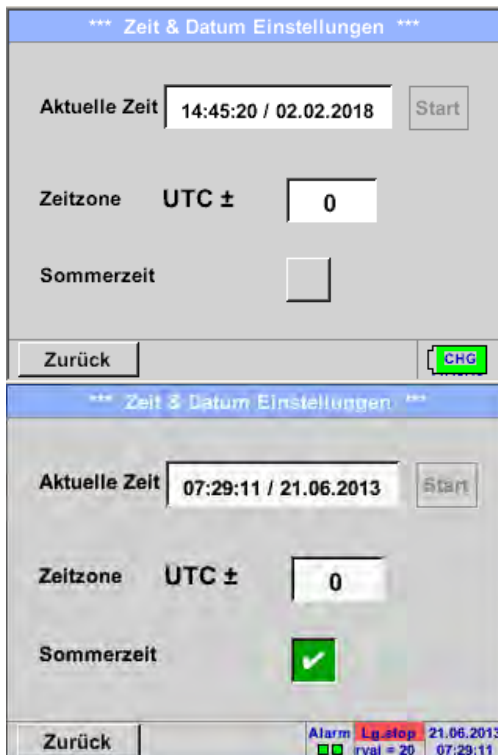 *** Zeit & Datum Einstellungen ***
Aktuelle Zeit 14:45:20 / 02.02.2018 Start
Zeitzone UTC ± 0
Sommerzeit
Zurück CHG
*** Zeit & Datum Einstellungen ***
Aktuelle Zeit 07:29:11 / 21.06.2013 Start
Zeitzone UTC ± 0
Sommerzeit
Alarm Lg.stop 21.06.2013
Zurück rval = 20 07:29:11